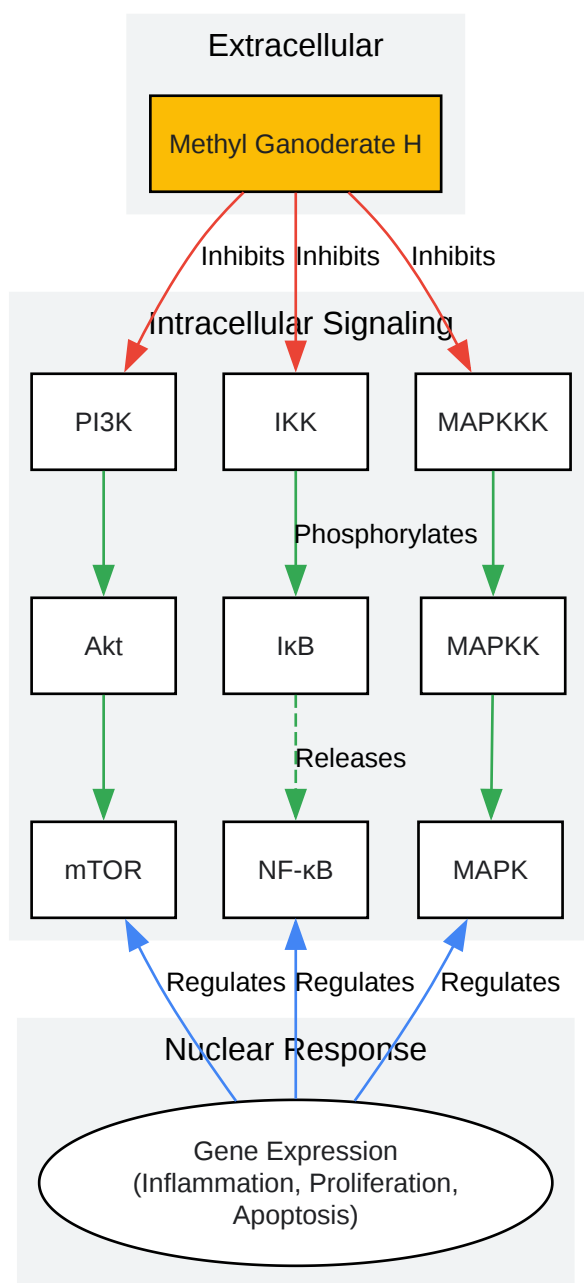 Extracellular
Methyl Ganoderate H
Inhibits
Inhibits
Inhibits
Intracellular Signaling
PI3K
IKK
MAPKKK
Phosphorylates
Akt
IκB
MAPKK
Releases
mTOR
NF-κB
MAPK
Regulates
Regulates
Regulates
Nuclear Response
Gene Expression
(Inflammation, Proliferation,
Apoptosis)